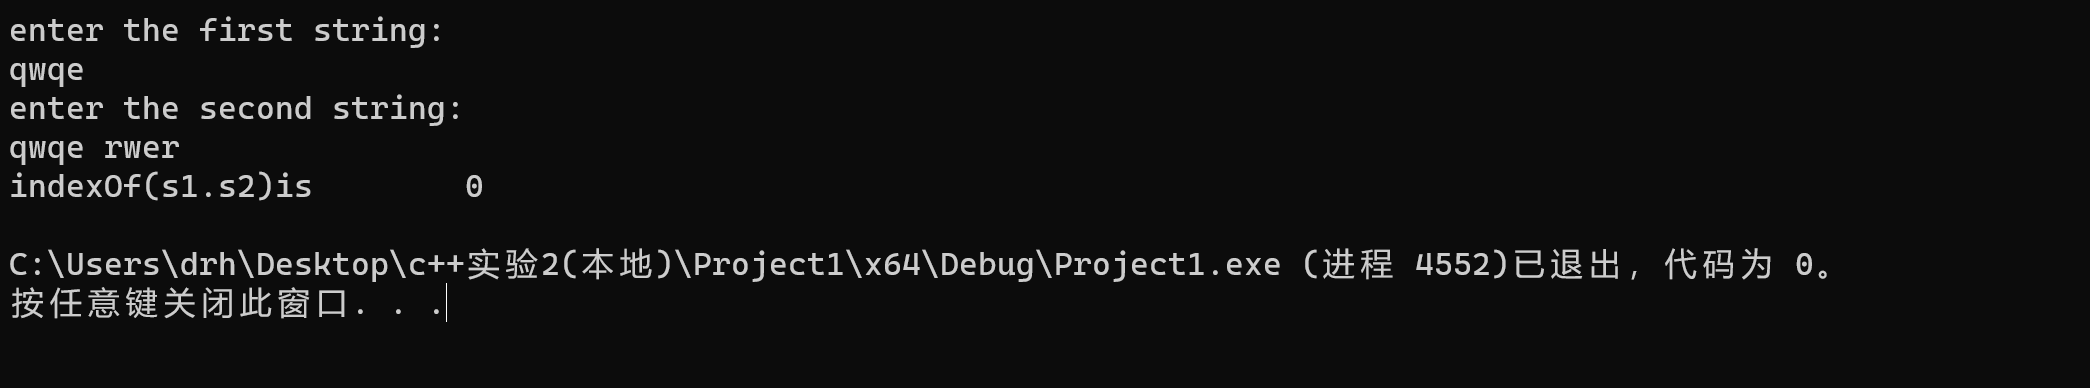 enter the first string:
qwqe
enter the second string:
qwqe rwer
indexOf(s1.s2)is        0
C:\Users\drh\Desktop\c++实验2(本地)\Project1\x64\Debug\Project1.exe (进程 4552)已退出，代码为 0。
按任意键关闭此窗口. . .